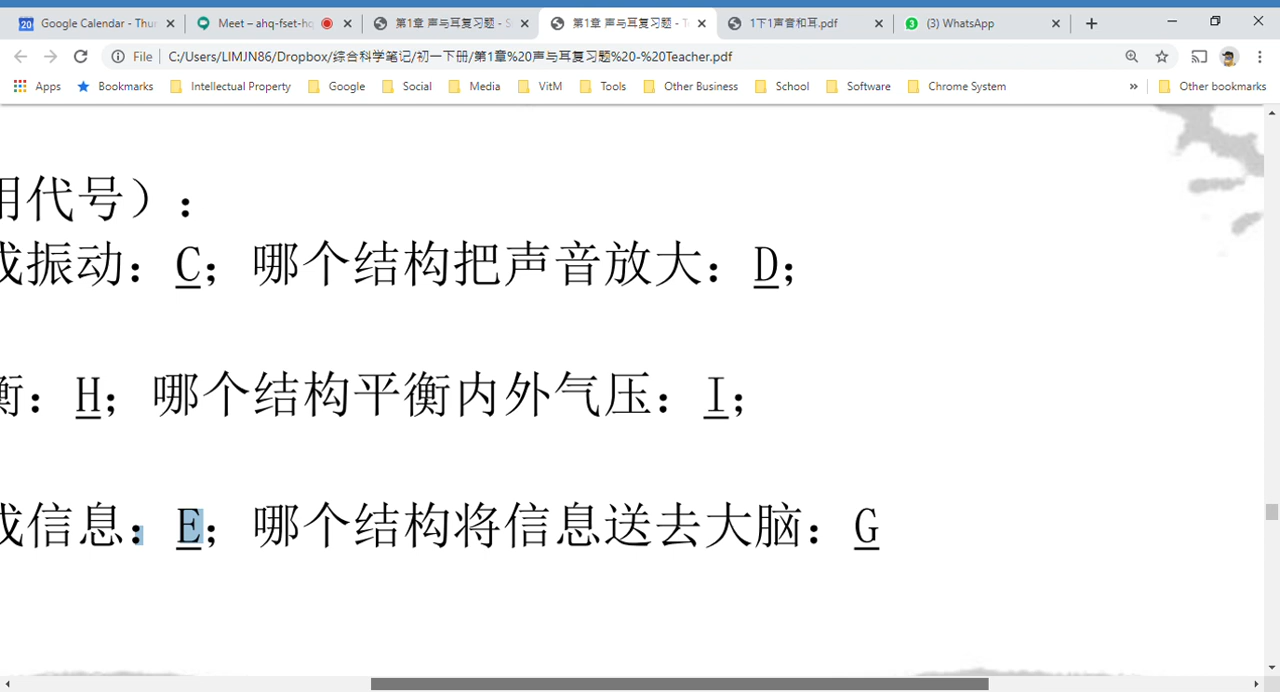 Google Calendar - Thur
Meet – ahq-fset-hq
第1章 声与耳复习题 - S
第1章 声与耳复习题 - T
1下1声音和耳.pdf
(3) WhatsApp
File
C:/Users/LIMJN86/Dropbox/综合科学笔记/初一下册/第1章%20声与耳复习题%20-%20Teacher.pdf
Apps
Bookmarks
Intellectual Property
Google
Social
Media
VitM
Tools
Other Business
School
Software
Chrome System
»
Other bookmarks
用代号）：
成振动：C；哪个结构把声音放大：D；
衡：H；哪个结构平衡内外气压：I；
成信息：E；哪个结构将信息送去大脑：G